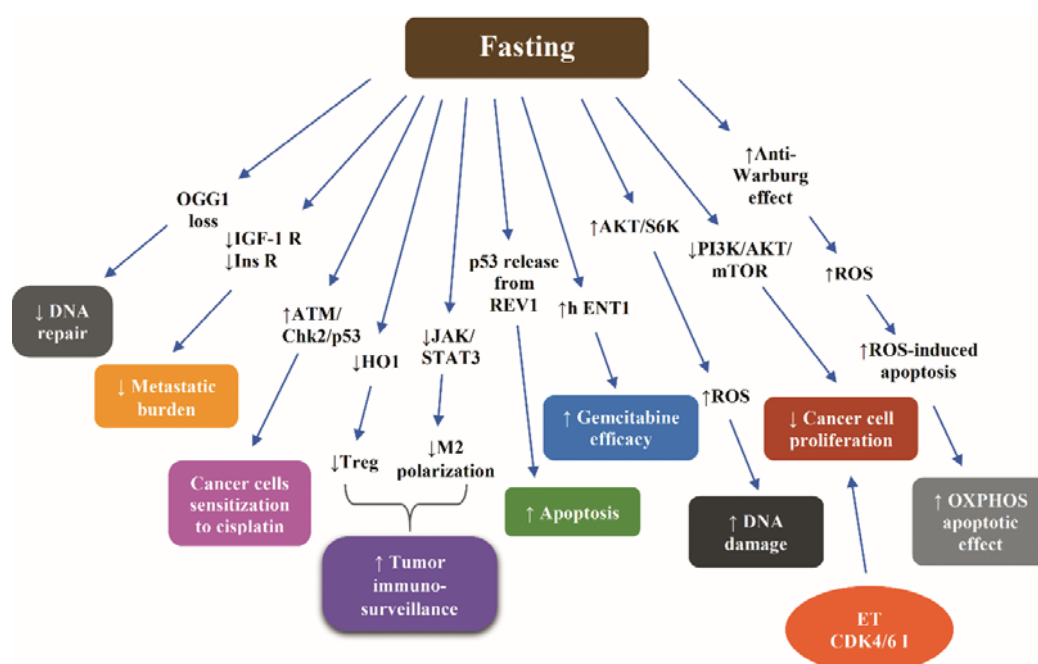 Fasting
OGG1
loss
↓ DNA
repair
↓IGF-1 R
↓Ins R
↓ Metastatic
burden
↑ATM/
Chk2/p53
Cancer cells
sensitization
to cisplatin
↓HO1
↓Treg
↓JAK/
STAT3
↓M2
polarization
↑ Tumor
immuno-
surveillance
p53 release
from
REV1
↑ Apoptosis
↑h ENT1
↑ Gemcitabine
efficacy
↑AKT/S6K
↑ROS
↑ DNA
damage
↓PI3K/AKT/
mTOR
↓ Cancer cell
proliferation
ET
CDK4/6 I
↑Anti-
Warburg
effect
↑ROS
↑ROS-induced
apoptosis
↑ OXPHOS
apoptotic
effect